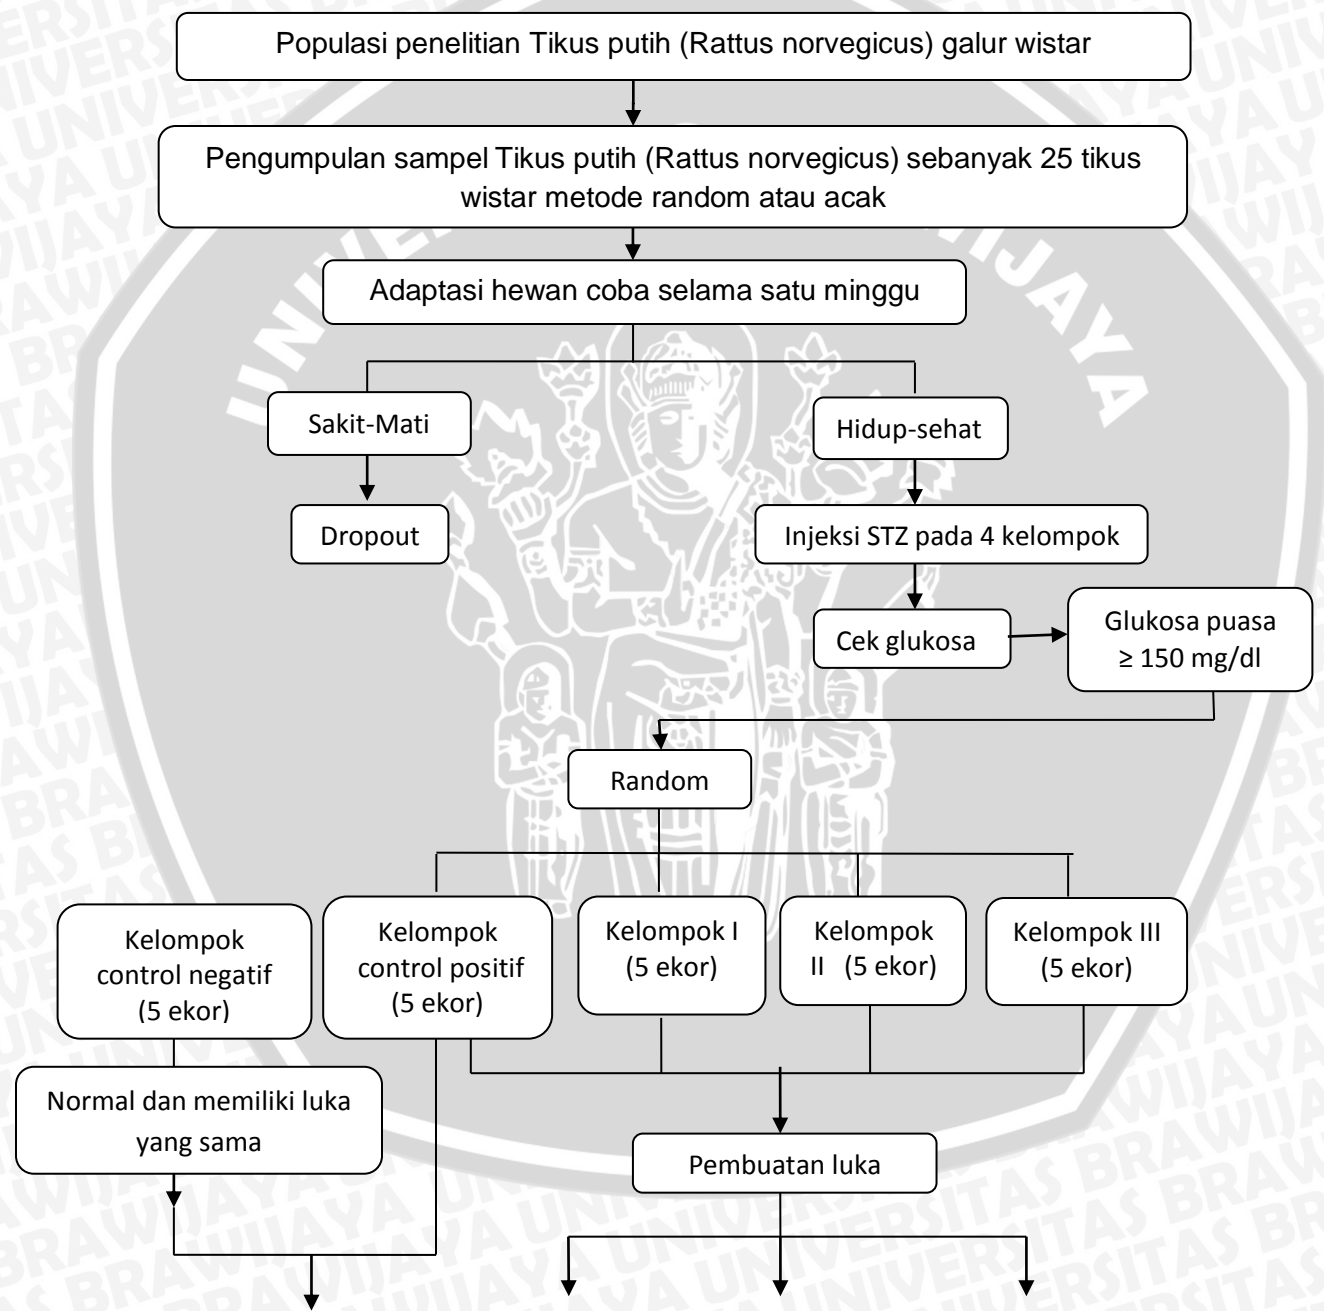 Populasi penelitian Tikus putih (Rattus norvegicus) galur wistar
Pengumpulan sampel Tikus putih (Rattus norvegicus) sebanyak 25 tikus
wistar metode random atau acak
Adaptasi hewan coba selama satu minggu
Sakit-Mati
Hidup-sehat
Dropout
Injeksi STZ pada 4 kelompok
Cek glukosa
Glukosa puasa
≥ 150 mg/dl
Random
Kelompok
control negatif
(5 ekor)
Kelompok
control positif
(5 ekor)
Kelompok I
(5 ekor)
Kelompok
II (5 ekor)
Kelompok III
(5 ekor)
Normal dan memiliki luka
yang sama
Pembuatan luka